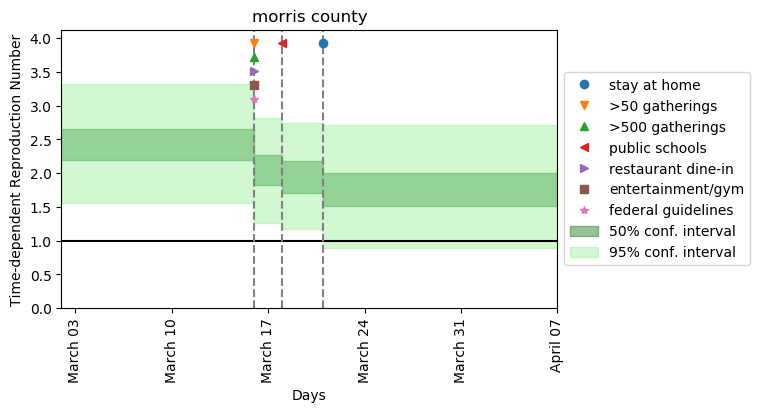 morris county
Time-dependent Reproduction Number
4.0
3.5
3.0
2.5
2.0
1.5
1.0
0.5
0.0
March 03
March 10
March 17
March 24
March 31
April 07
Days
stay at home
>50 gatherings
>500 gatherings
public schools
restaurant dine-in
entertainment/gym
federal guidelines
50% conf. interval
95% conf. interval